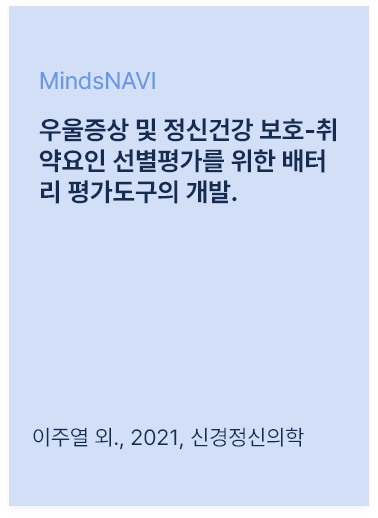 MindsNAVI
우울증상 및 정신건강 보호-취
약요인 선별평가를 위한 배터
리 평가도구의 개발.
이주열 외., 2021, 신경정신의학